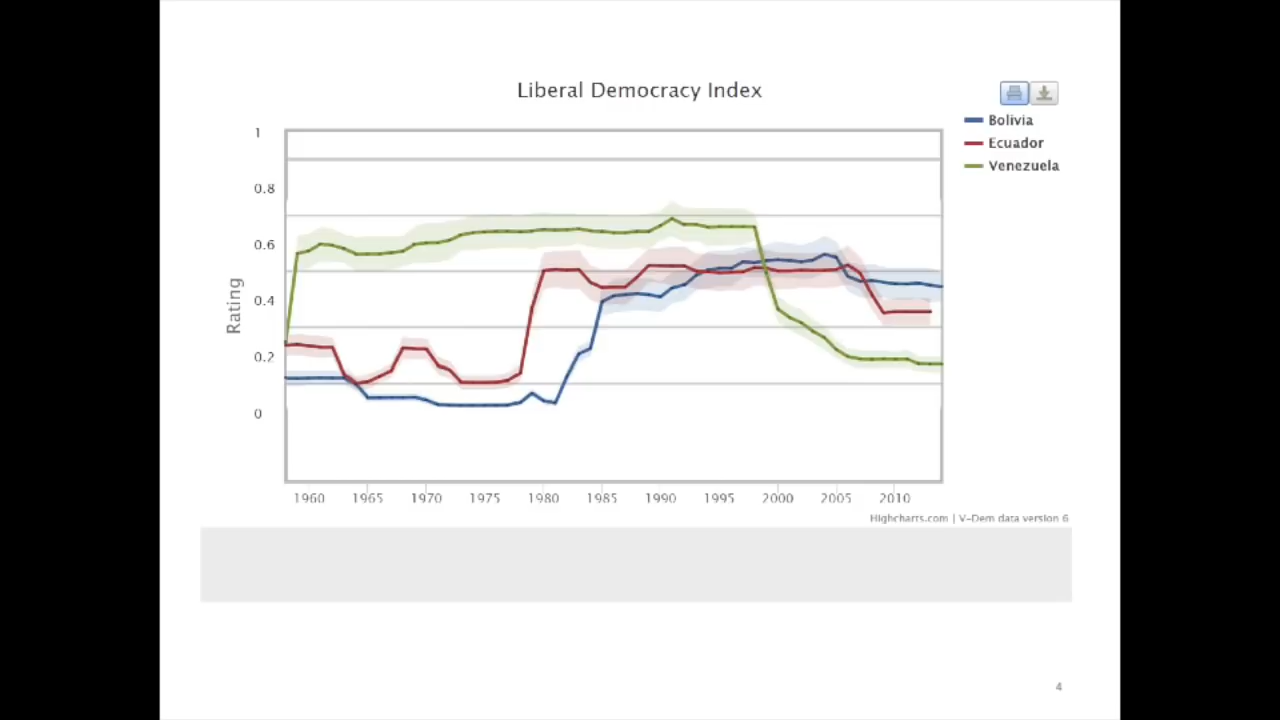 Liberal Democracy Index
Bolivia
Ecuador
Venezuela
1
0.8
0.6
0.4
0.2
0
Rating
1960 1965 1970 1975 1980 1985 1990 1995 2000 2005 2010
Highcharts.com | V-Dem data version 6
4